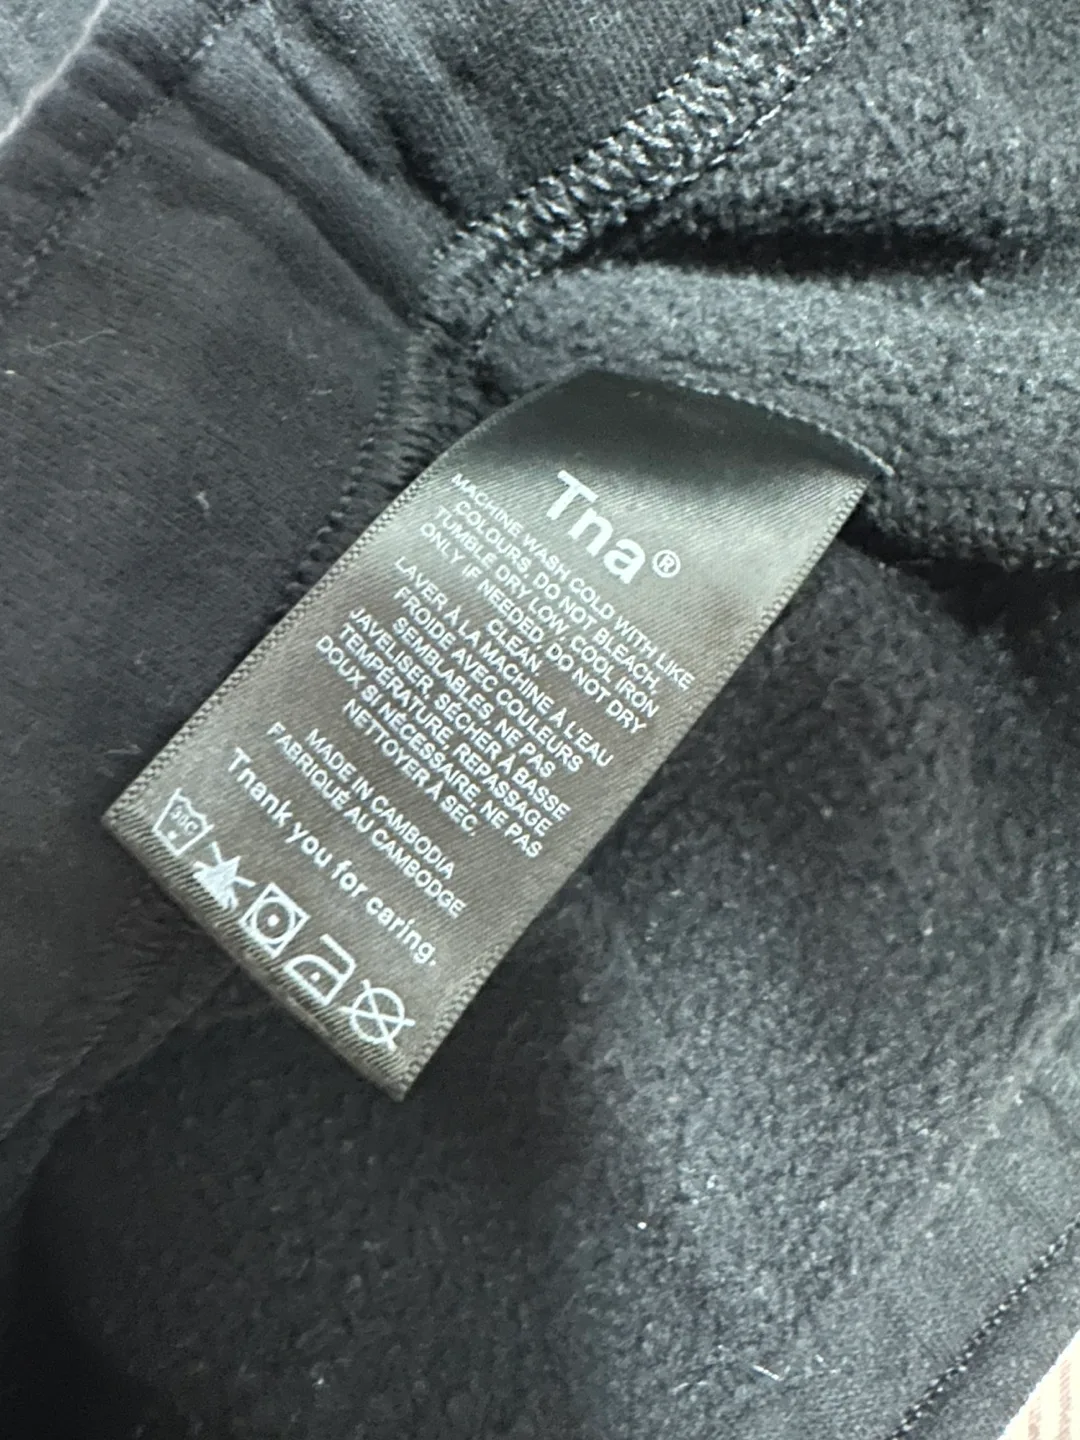 Tna®
MACHINE WASH COLD WITH LIKE
COLOURS, DO NOT BLEACH,
TUMBLE DRY LOW, COOL IRON
ONLY IF NEEDED, DO NOT DRY
CLEAN.
LAVER À LA MACHINE À L'EAU
FROIDE AVEC COULEURS
SEMBLABLES, NE PAS
JAVELISER, SÉCHER À BASSE
TEMPÉRATURE, REPASSAGE
DOUX SI NÉCESSAIRE, NE PAS
NETTOYER À SEC.
MADE IN CAMBODIA
FABRIQUÉ AU CAMBODGE
Tnank you for caring.
30C